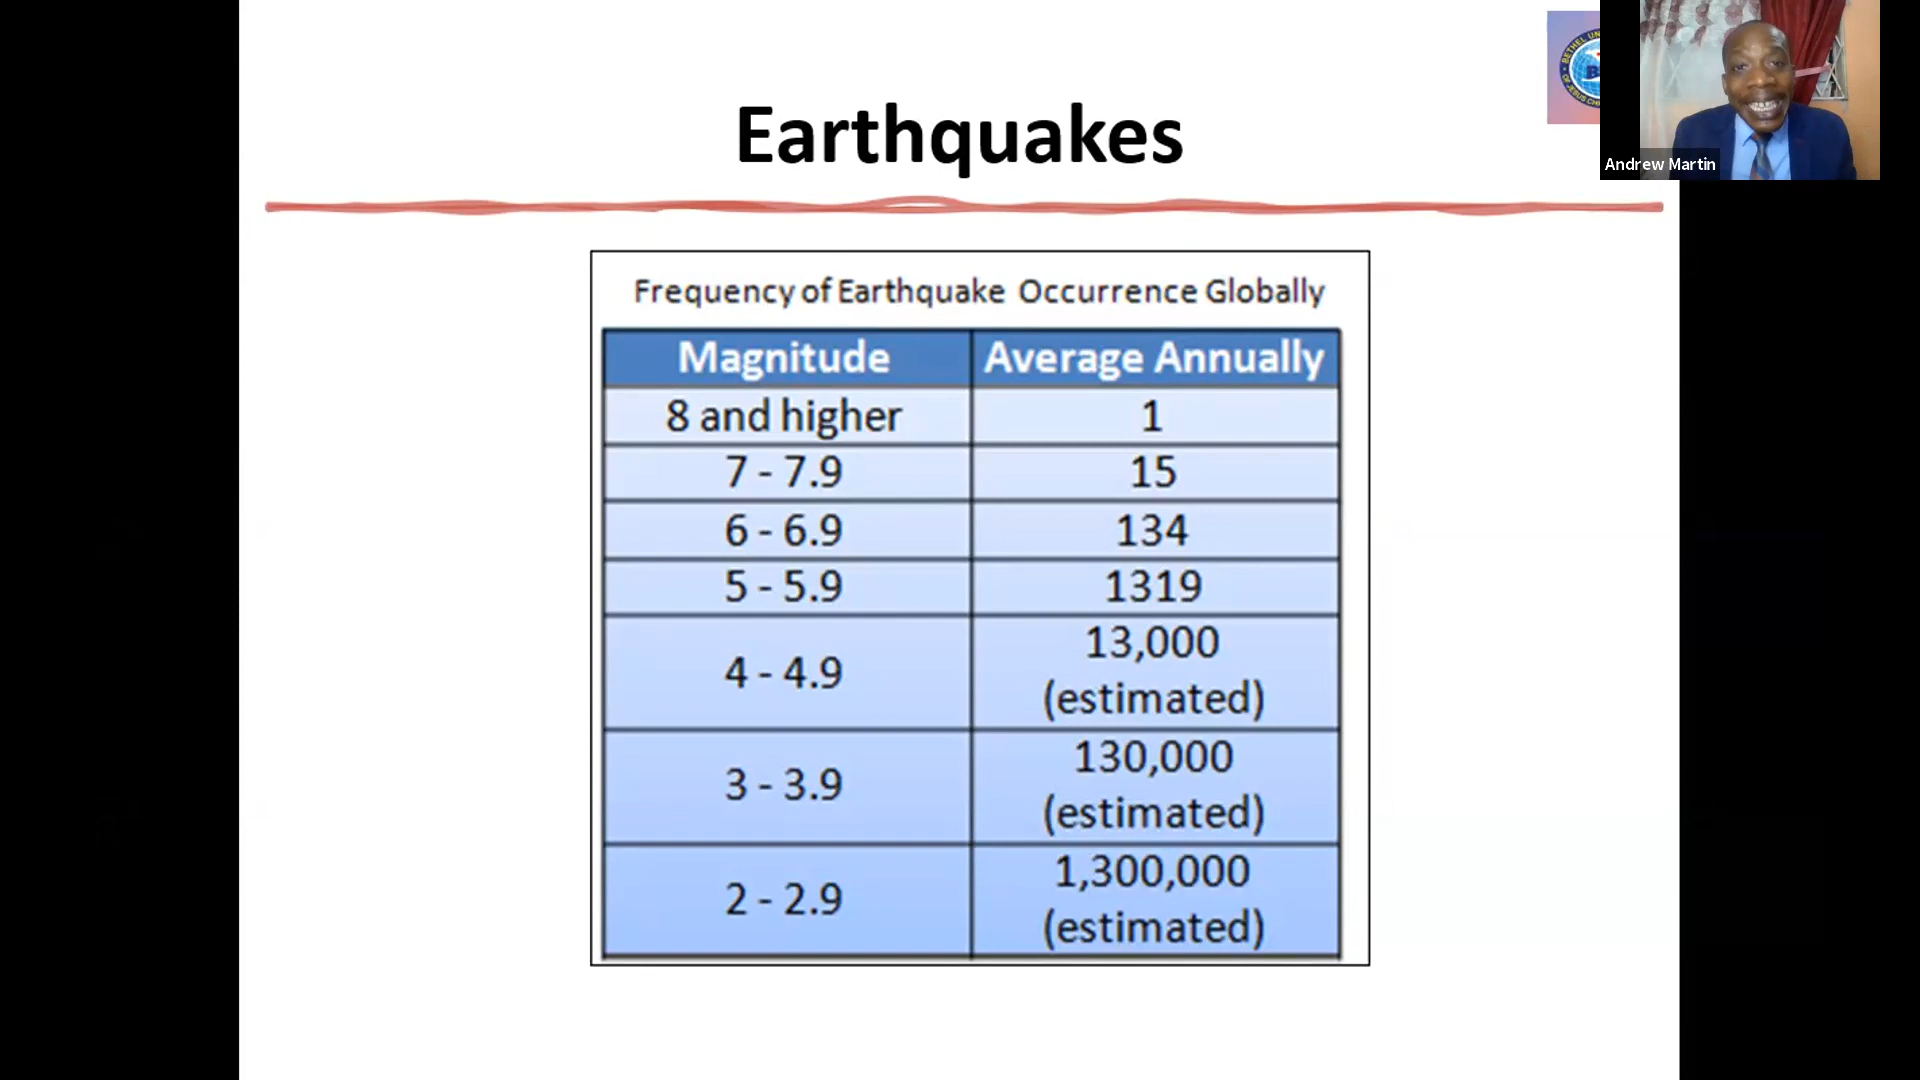 Earthquakes
Andrew Martin
Frequency of Earthquake Occurrence Globally
Magnitude Average Annually
8 and higher 1
7 - 7.9 15
6 - 6.9 134
5 - 5.9 1319
4 - 4.9 13,000
(estimated)
3 - 3.9 130,000
(estimated)
2 - 2.9 1,300,000
(estimated)